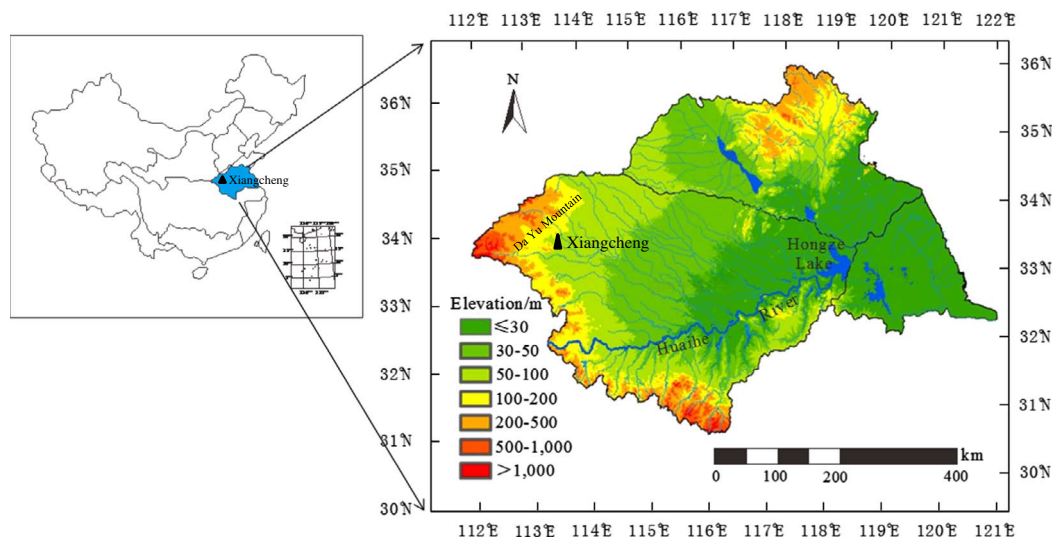 112°E 113°E 114°E 115°E 116°E 117°E 118°E 119°E 120°E 121°E 122°E
36°N
35°N
34°N
33°N
32°N
31°N
30°N
Xiangcheng
N
Da Yu Mountain
Xiangcheng
Hongze
Lake
Huaihe River
Elevation/m
≤30
30-50
50-100
100-200
200-500
500-1,000
>1,000
km
0 100 200 400
36°N
35°N
34°N
33°N
32°N
31°N
30°N
112°E 113°E 114°E 115°E 116°E 117°E 118°E 119°E 120°E 121°E